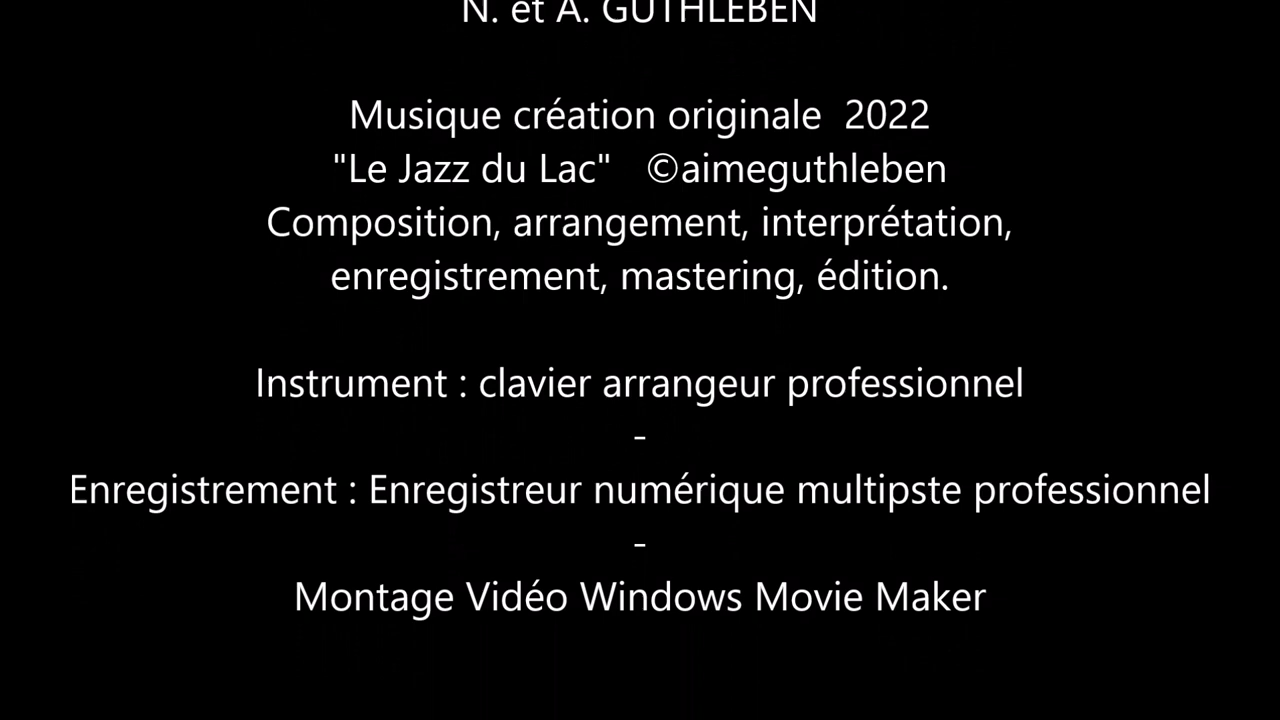 N. et A. GUTHLEBEN
Musique création originale  2022
"Le Jazz du Lac"   ©aimeguthleben
Composition, arrangement, interprétation,
enregistrement, mastering, édition.
Instrument : clavier arrangeur professionnel
-
Enregistrement : Enregistreur numérique multipste professionnel
-
Montage Vidéo Windows Movie Maker